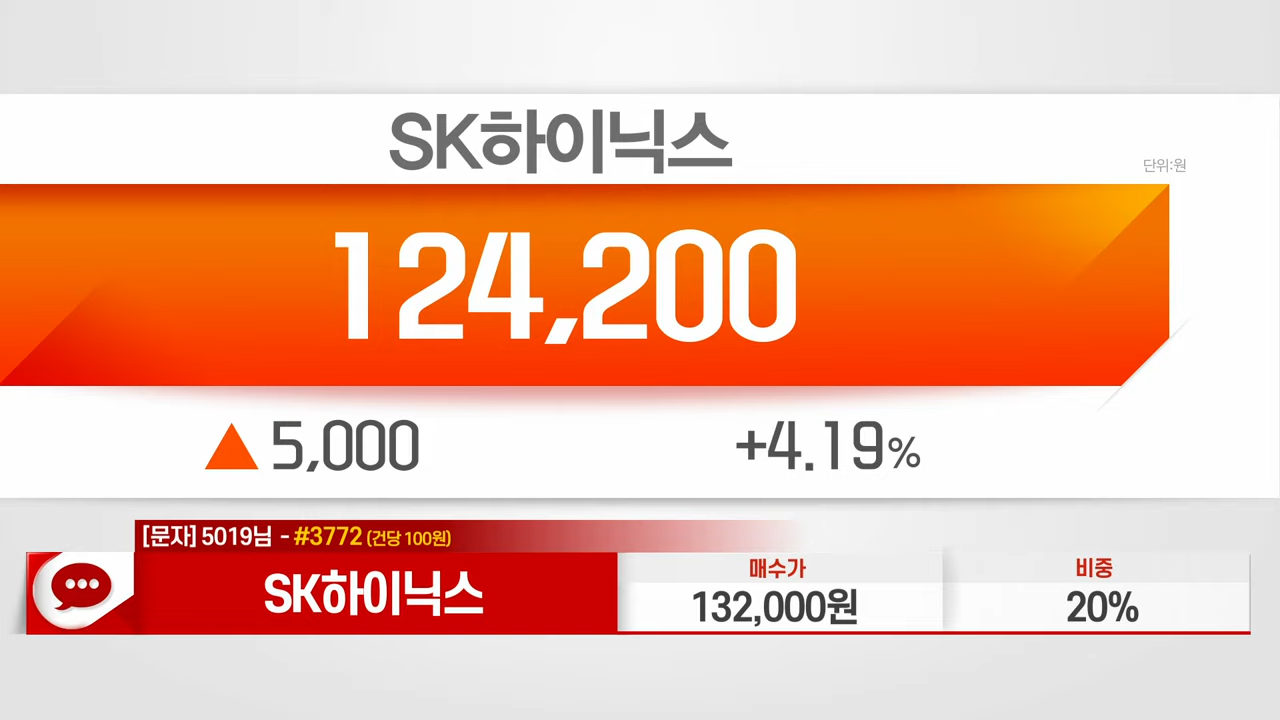 SK하이닉스
단위:원
124,200
▲ 5,000 +4.19%
[문자] 5019님 - #3772 (건당 100원)
SK하이닉스
매수가 비중
132,000원 20%